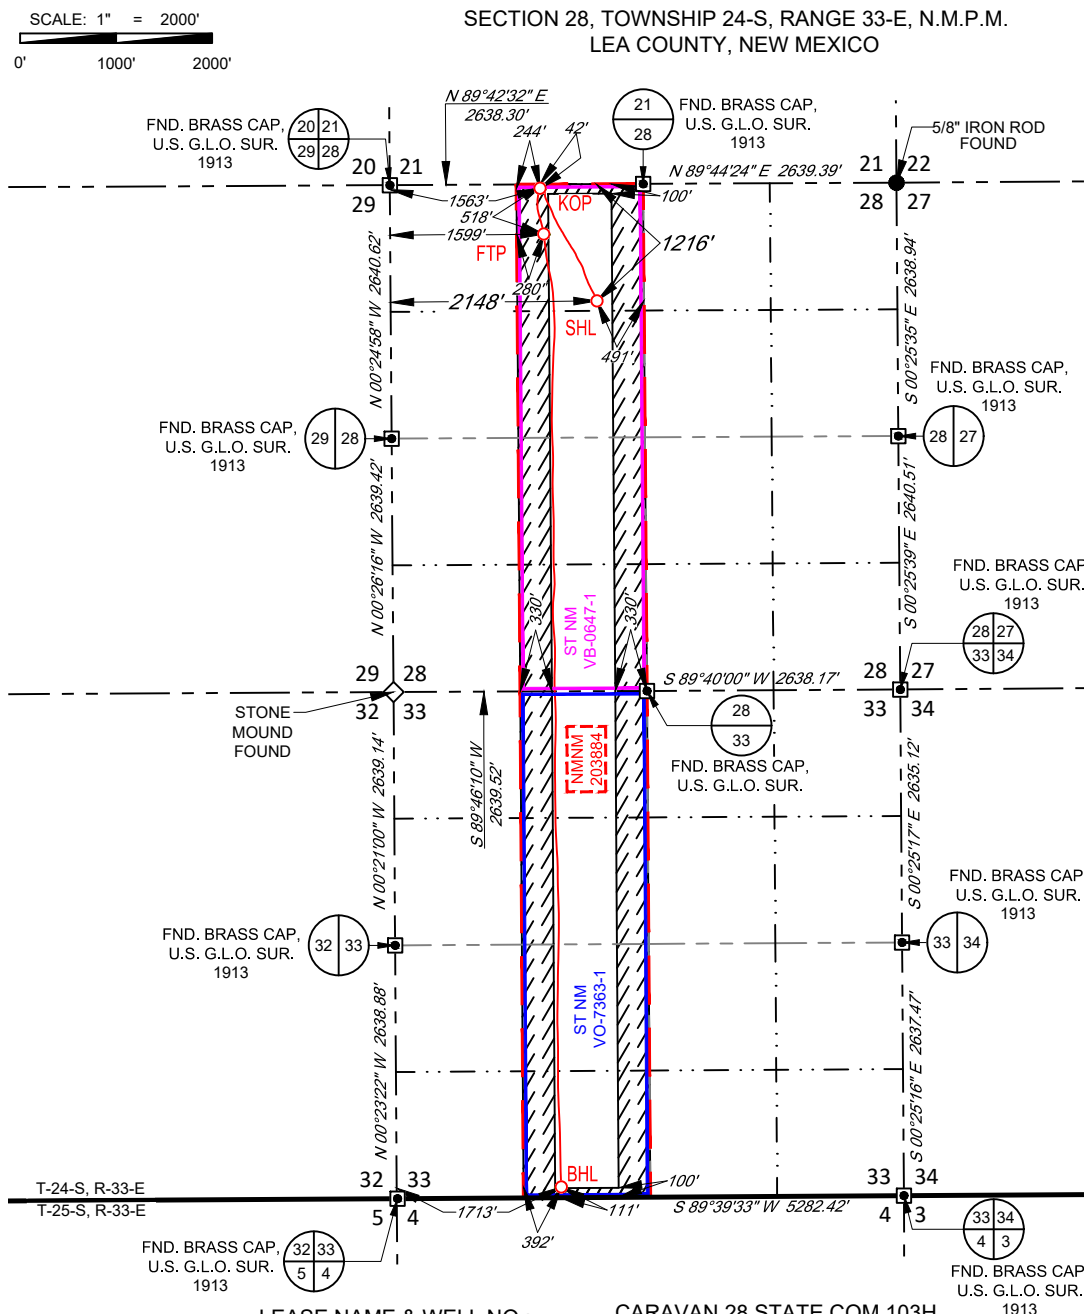 SCALE: 1" = 2000'
0' 1000' 2000'
SECTION 28, TOWNSHIP 24-S, RANGE 33-E, N.M.P.M.
LEA COUNTY, NEW MEXICO
N 89°42'32" E
2638.30'
244'
42'
FND. BRASS CAP,
U.S. G.L.O. SUR.
1913
20 21
29 28
20 21
29
21
28
FND. BRASS CAP,
U.S. G.L.O. SUR.
1913
5/8" IRON ROD
FOUND
N 89°44'24" E 2639.39'
21 22
28 27
1563'
518'
1599'
KOP
100'
FTP
1216'
280'
2148'
SHL
491'
N 00°24'58" W 2640.62'
S 00°25'35" E 2638.94'
FND. BRASS CAP,
U.S. G.L.O. SUR.
1913
29 28
FND. BRASS CAP,
U.S. G.L.O. SUR.
1913
28 27
N 00°26'16" W 2639.42'
S 00°25'39" E 2640.51'
FND. BRASS CAP
U.S. G.L.O. SUR.
1913
28 27
33 34
330'
ST NM
VB-0647-1
330'
29 28
32 33
S 89°40'00" W 2638.17'
28 27
33 34
STONE
MOUND
FOUND
28
33
FND. BRASS CAP,
U.S. G.L.O. SUR.
NMNM
203884
S 89°46'10" W
2639.52'
N 00°21'00" W 2639.14'
S 00°25'17" E 2635.12'
FND. BRASS CAP
U.S. G.L.O. SUR.
1913
33 34
FND. BRASS CAP,
U.S. G.L.O. SUR.
1913
32 33
ST NM
VO-7363-1
N 00°23'22" W 2638.88'
S 00°25'16" E 2637.47'
BHL
100'
T-24-S, R-33-E
T-25-S, R-33-E
32 33
5 4
1713'
392'
111'
S 89°39'33" W 5282.42'
33 34
4 3
FND. BRASS CAP,
U.S. G.L.O. SUR.
1913
32 33
5 4
33 34
4 3
FND. BRASS CAP
U.S. G.L.O. SUR.
1913
LEASE NAME & WELL NO.: CARAVAN 28 STATE COM 103H